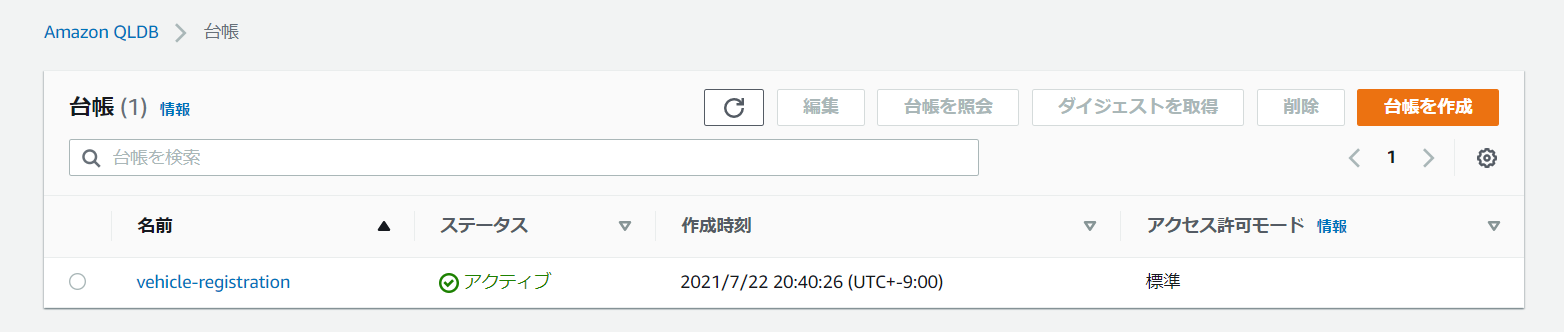 Amazon QLDB 台帳
台帳 (1) 情報 編集 台帳を照会 ダイジェストを取得 削除 台帳を作成
台帳を検索 1
名前 ステータス 作成時刻 アクセス許可モード 情報
vehicle-registration アクティブ 2021/7/22 20:40:26 (UTC+-9:00) 標準